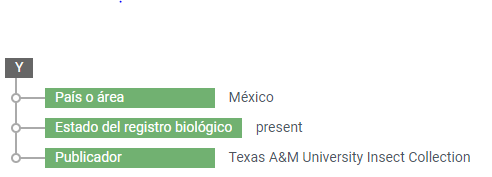 Y
País o área México
Estado del registro biológico present
Publicador Texas A&M University Insect Collection